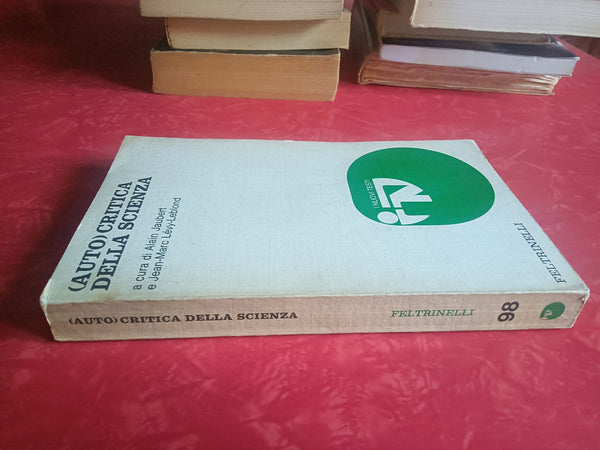 (AUTO) CRITICA
DELLA SCIENZA
a cura di Alain Jaubert
e Jean-Marc Lévy-Leblond
I NUOVI TESTI
FELTRINELLI
(AUTO) CRITICA DELLA SCIENZA
FELTRINELLI
98